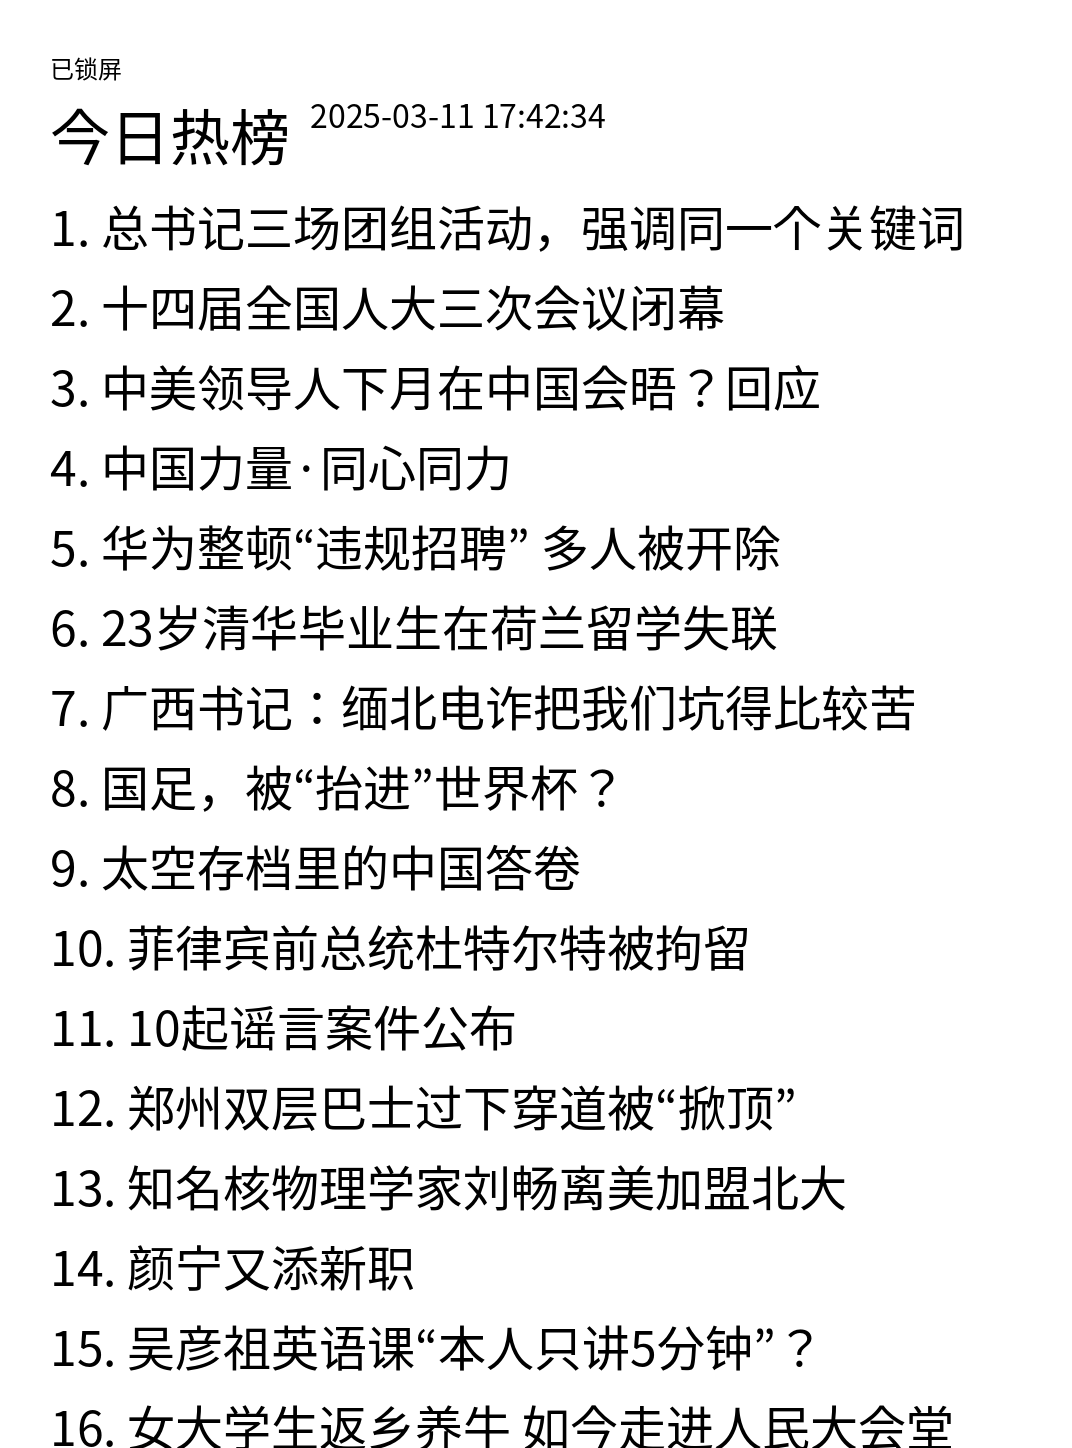 已锁屏
今日热榜 2025-03-11 17:42:34
1. 总书记三场团组活动，强调同一个关键词
2. 十四届全国人大三次会议闭幕
3. 中美领导人下月在中国会晤？回应
4. 中国力量·同心同力
5. 华为整顿“违规招聘” 多人被开除
6. 23岁清华毕业生在荷兰留学失联
7. 广西书记：缅北电诈把我们坑得比较苦
8. 国足，被“抬进”世界杯？
9. 太空存档里的中国答卷
10. 菲律宾前总统杜特尔特被拘留
11. 10起谣言案件公布
12. 郑州双层巴士过下穿道被“掀顶”
13. 知名核物理学家刘畅离美加盟北大
14. 颜宁又添新职
15. 吴彦祖英语课“本人只讲5分钟”？
16. 女大学生返乡养牛 如今走进人民大会堂